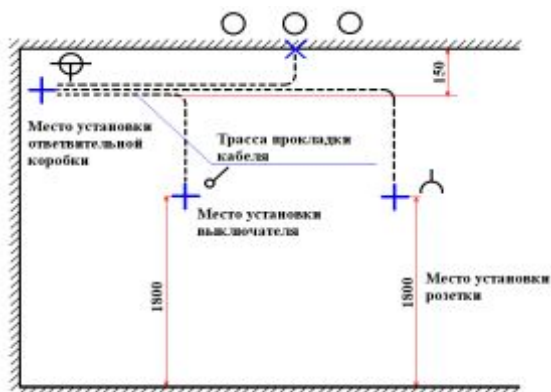 150
Место установки
ответвительной
коробки
Трасса прокладки
кабеля
Место установки
выключателя
1800
1800
Место установки
розетки